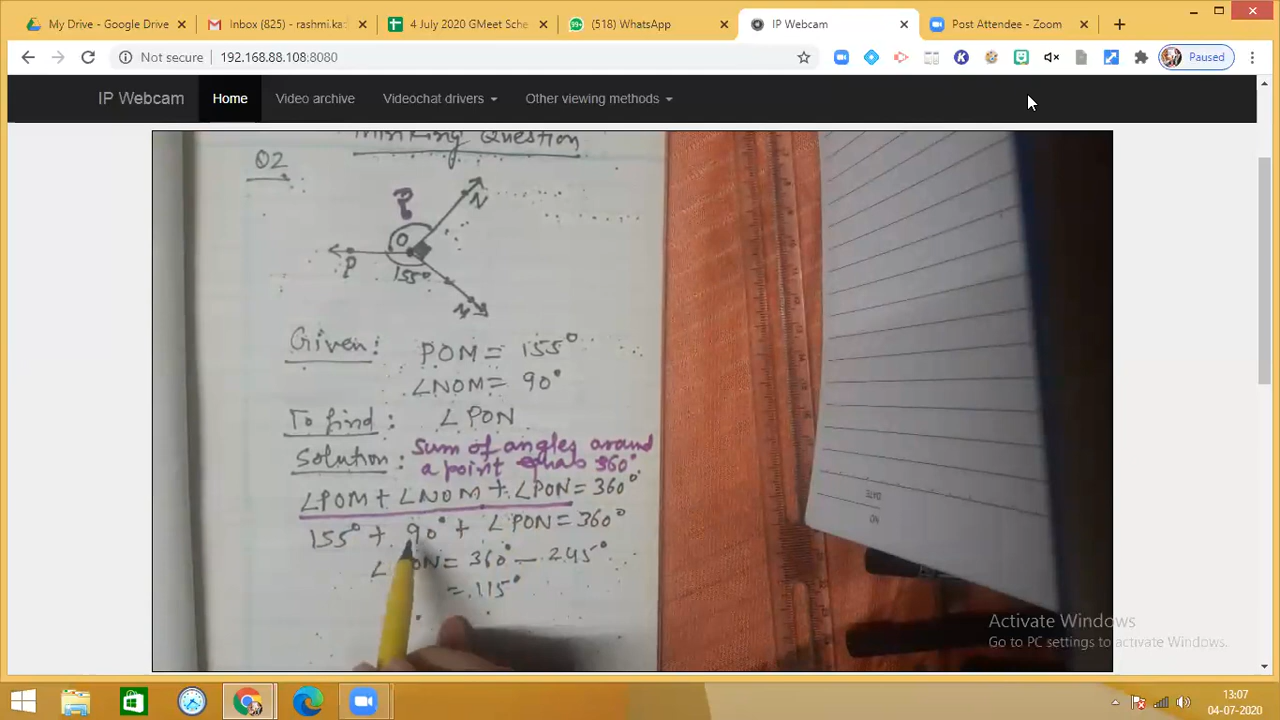 My Drive - Google Drive
Inbox (825) - rashmi.ka
4 July 2020 GMeet Sche
(518) WhatsApp
IP Webcam
Post Attendee - Zoom
Not secure
192.168.88.108:8080
Paused
IP Webcam
Home
Video archive
Videochat drivers
Other viewing methods
Thinking Question
Q2
P
N
O
P
155°
M
Given: POM = 155°
∠NOM = 90°
To find: ∠PON
Solution: Sum of angles around
a point equals 360°
∠POM + ∠NOM + ∠PON = 360°
155° + 90° + ∠PON = 360°
∠PON = 360° - 245°
= 115°
DATE
NO
Activate Windows
Go to PC settings to activate Windows.
13:07
04-07-2020